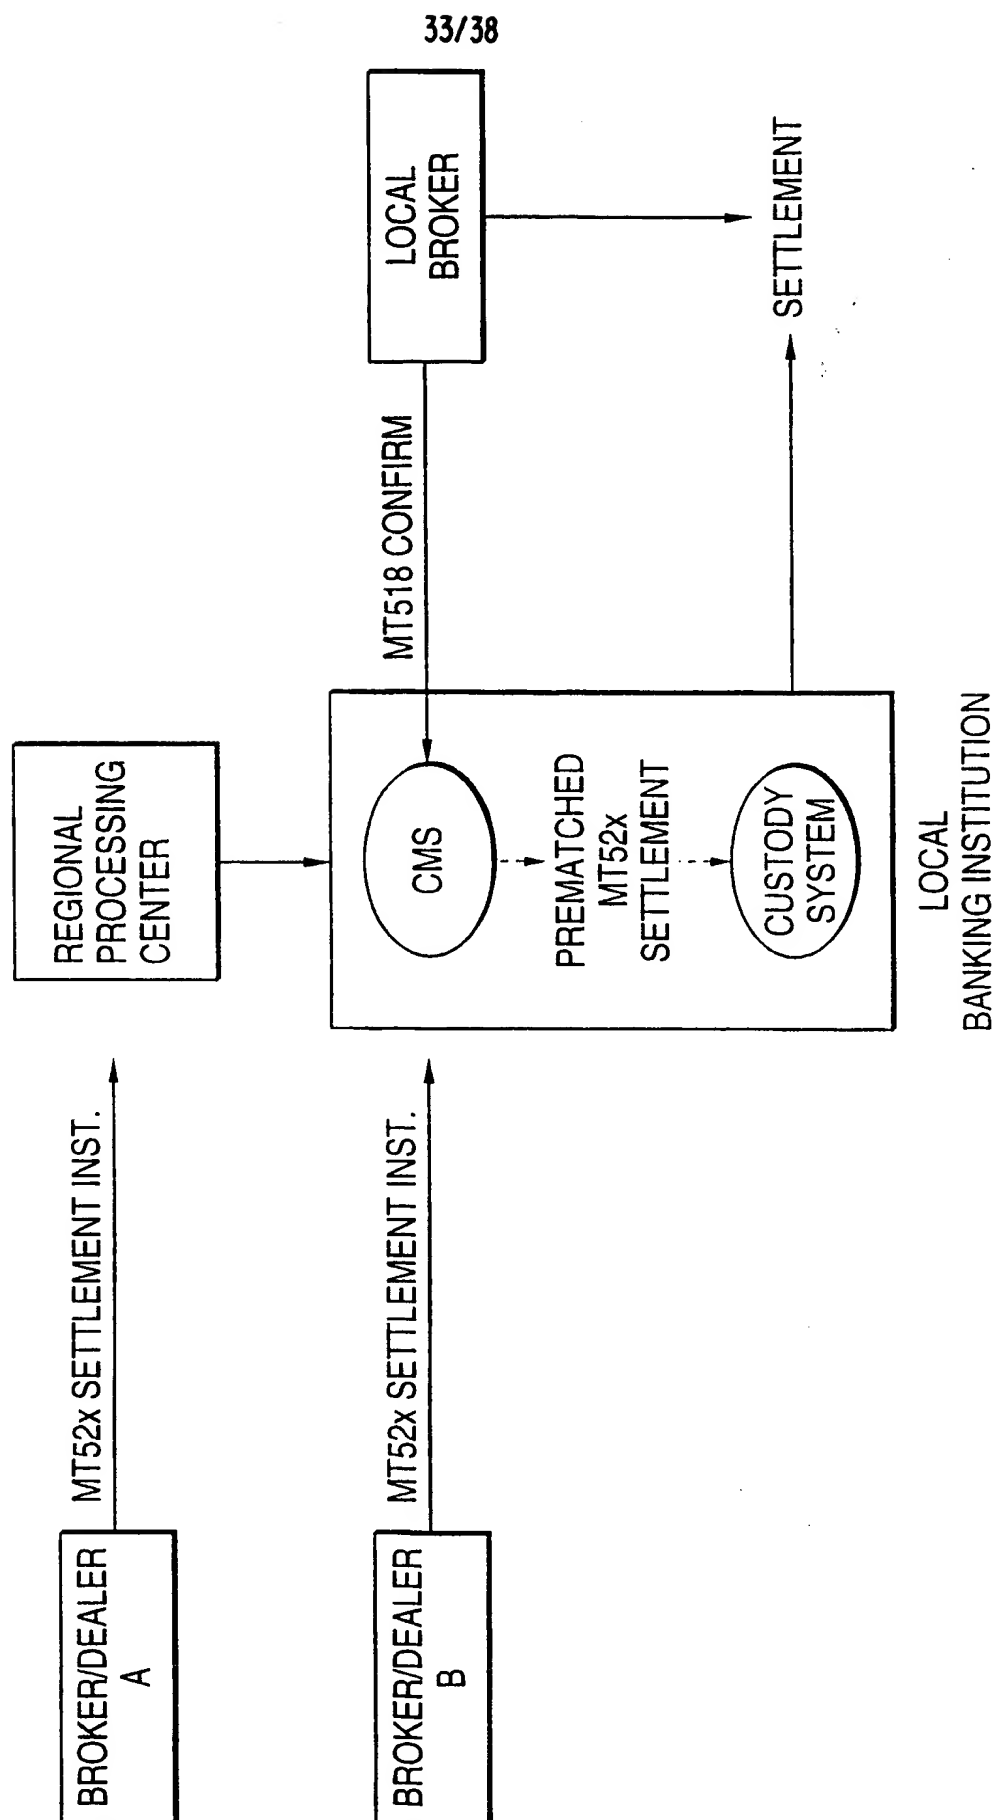 33/38
BROKER/DEALER
A
MT52x SETTLEMENT INST.
REGIONAL
PROCESSING
CENTER
BROKER/DEALER
B
MT52x SETTLEMENT INST.
CMS
PREMATCHED
MT52x
SETTLEMENT
CUSTODY
SYSTEM
LOCAL
BANKING INSTITUTION
MT518 CONFIRM
LOCAL
BROKER
SETTLEMENT